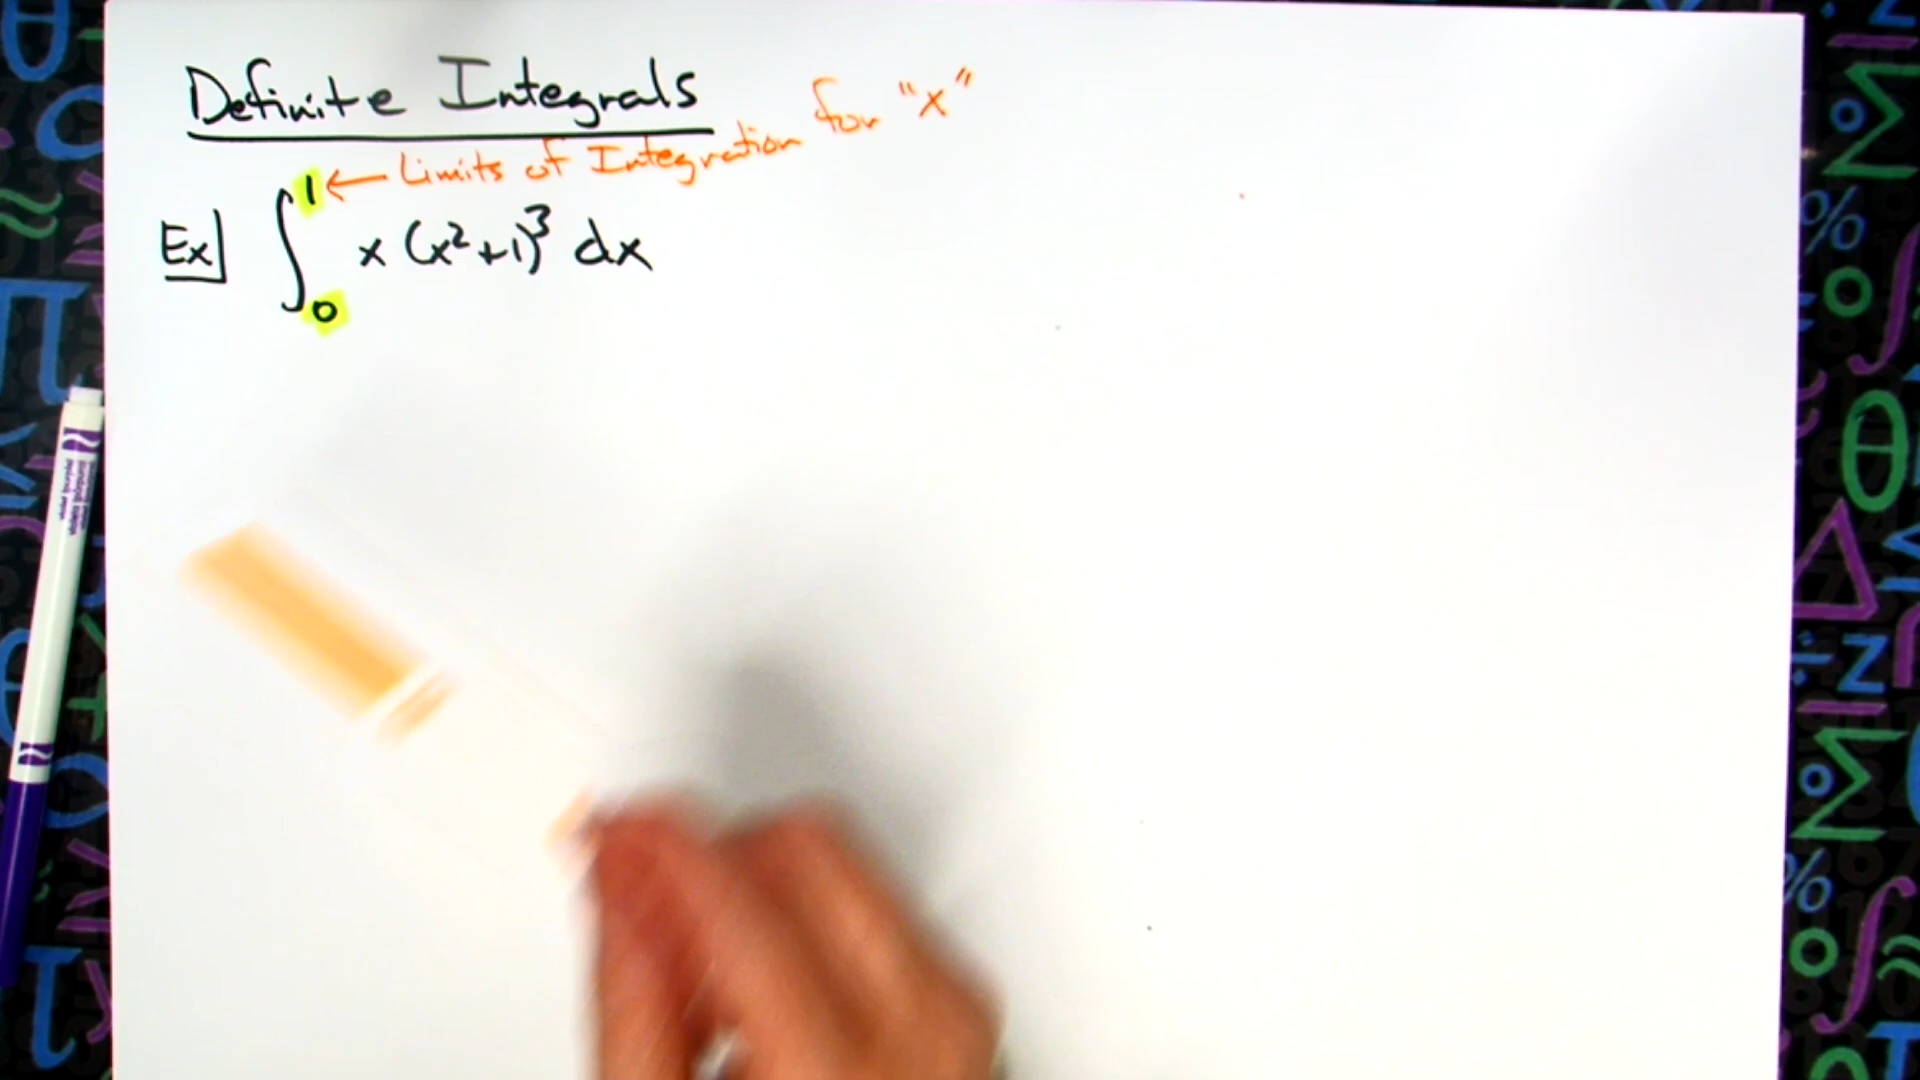 Definite Integrals
← Limits of Integration for "x"
Ex] ∫₀¹ x (x²+1)³ dx